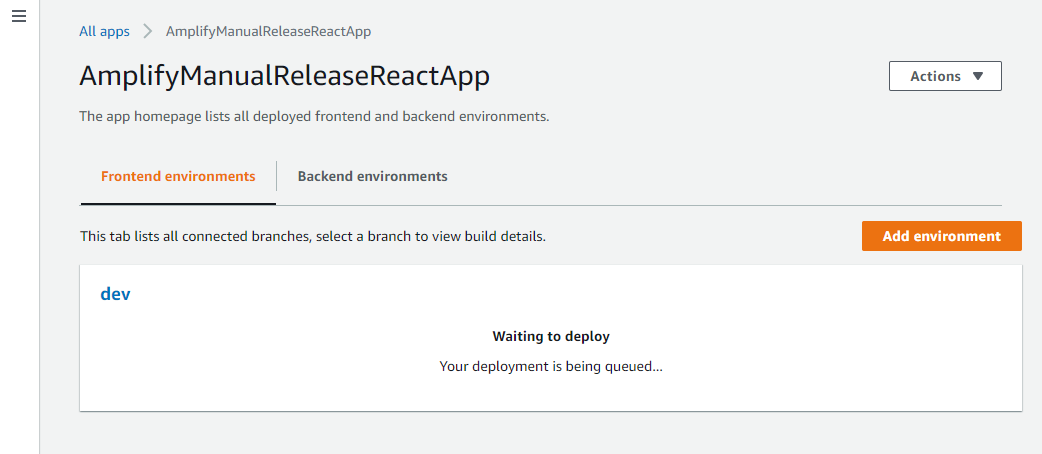 All apps > AmplifyManualReleaseReactApp
AmplifyManualReleaseReactApp
Actions ▼
The app homepage lists all deployed frontend and backend environments.
Frontend environments Backend environments
This tab lists all connected branches, select a branch to view build details.
Add environment
dev
Waiting to deploy
Your deployment is being queued...